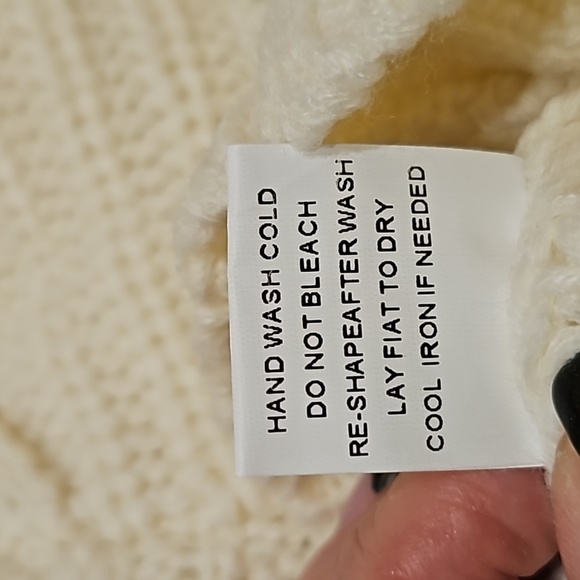 HAND WASH COLD
DO NOT BLEACH
RE-SHAPEAFTER WASH
LAY FIAT TO DRY
COOL IRON IF NEEDED